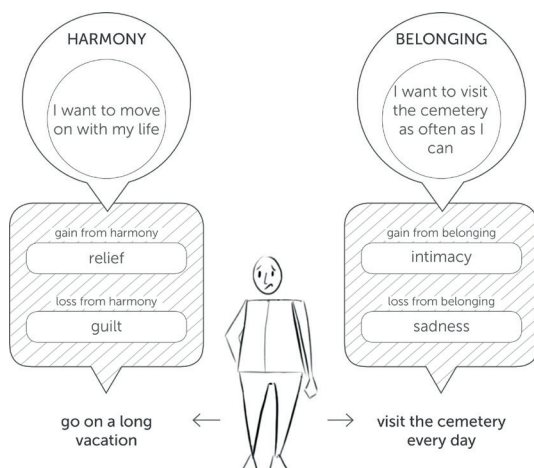 HARMONY
I want to move
on with my life
gain from harmony
relief
loss from harmony
guilt
go on a long
vacation
BELONGING
I want to visit
the cemetery
as often as I
can
gain from belonging
intimacy
loss from belonging
sadness
visit the cemetery
every day